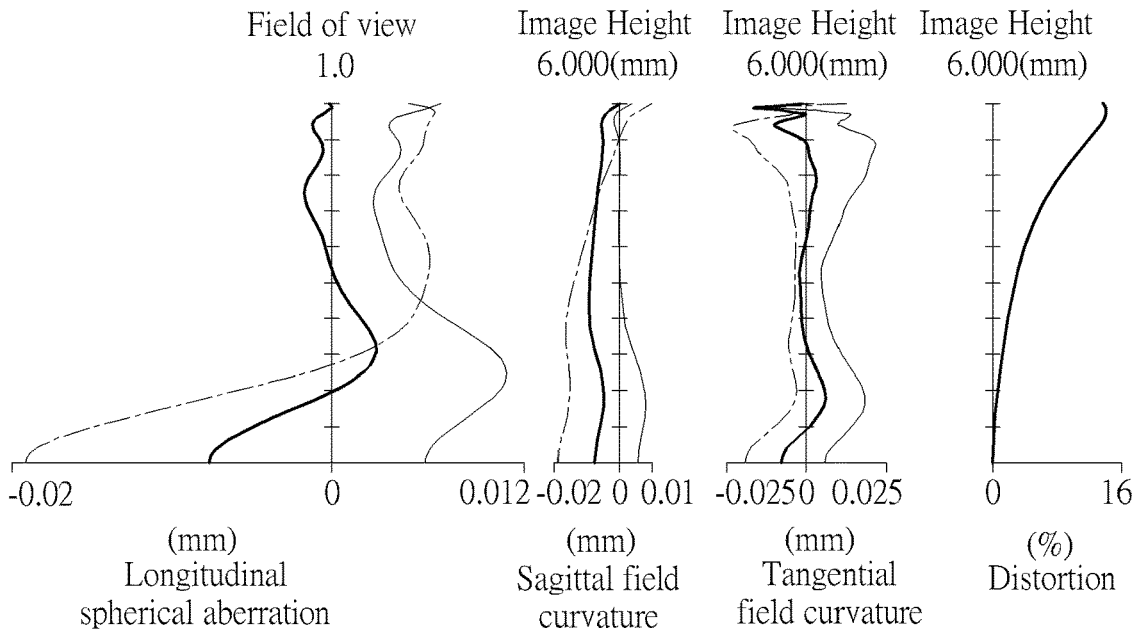 Field of view
1.0
Image Height
6.000(mm)
Image Height
6.000(mm)
Image Height
6.000(mm)
-0.02
0
0.012
-0.02
0
0.01
-0.025
0
0.025
0
16
(mm)
Longitudinal
spherical aberration
(mm)
Sagittal field
curvature
(mm)
Tangential
field curvature
(%)
Distortion